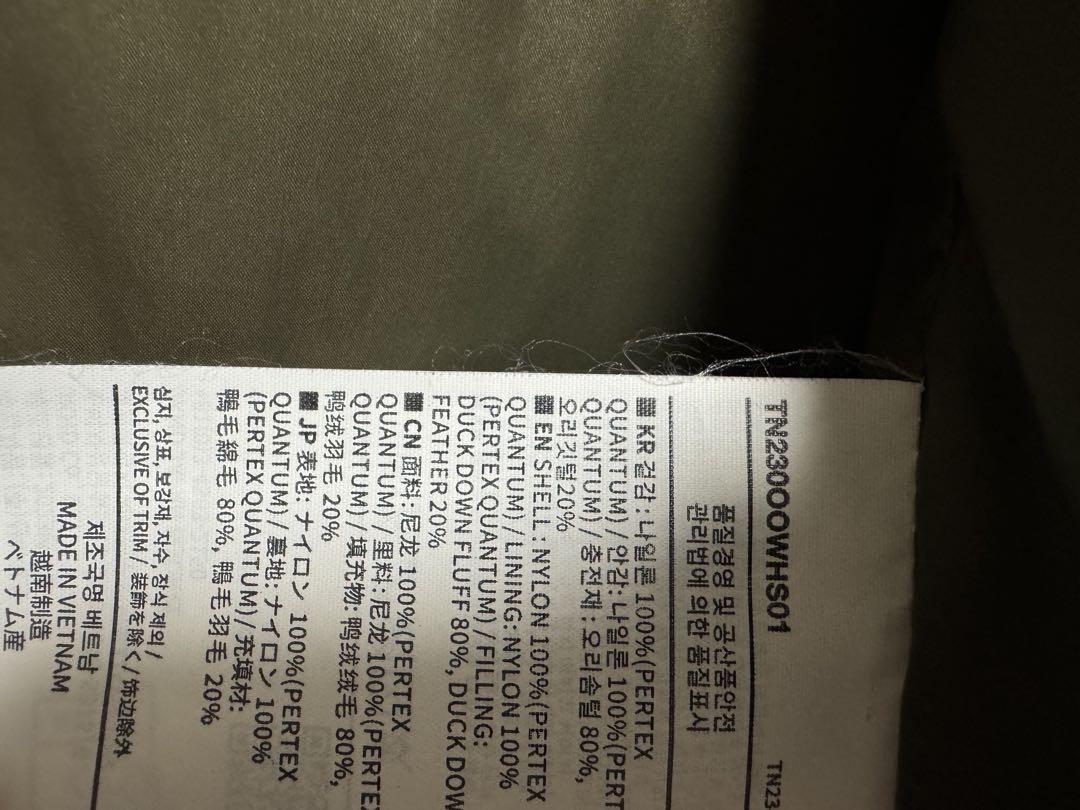 TN230OOWHS01
TN23
품질경영 및 공산품안전
관리법에 의한 품질표시
■ KR 겉감 : 나일론 100%(PERTEX
QUANTUM) / 안감: 나일론 100%(PERT
QUANTUM) / 충전재 : 오리솜털 80%,
오리깃털20%
■ EN SHELL : NYLON 100%(PERTEX
QUANTUM) / LINING: NYLON 100%
(PERTEX QUANTUM) / FILLING:
DUCK DOWN FLUFF 80%, DUCK DOW
FEATHER 20%
■ CN 面料: 尼龙 100%(PERTEX
QUANTUM) / 里料: 尼龙 100%(PERTE
QUANTUM) / 填充物: 鸭绒绒毛 80%,
鸭绒羽毛 20%
■ JP 表地: ナイロン 100%(PERTEX
QUANTUM) / 裏地: ナイロン 100%
(PERTEX QUANTUM) / 充填材:
鴨毛綿毛 80%, 鴨毛羽毛 20%
심지, 상표, 보강재, 자수, 장식 제외 /
EXCLUSIVE OF TRIM / 装飾を除く / 饰边除外
제조국명 베트남
MADE IN VIETNAM
越南制造
ベトナム産